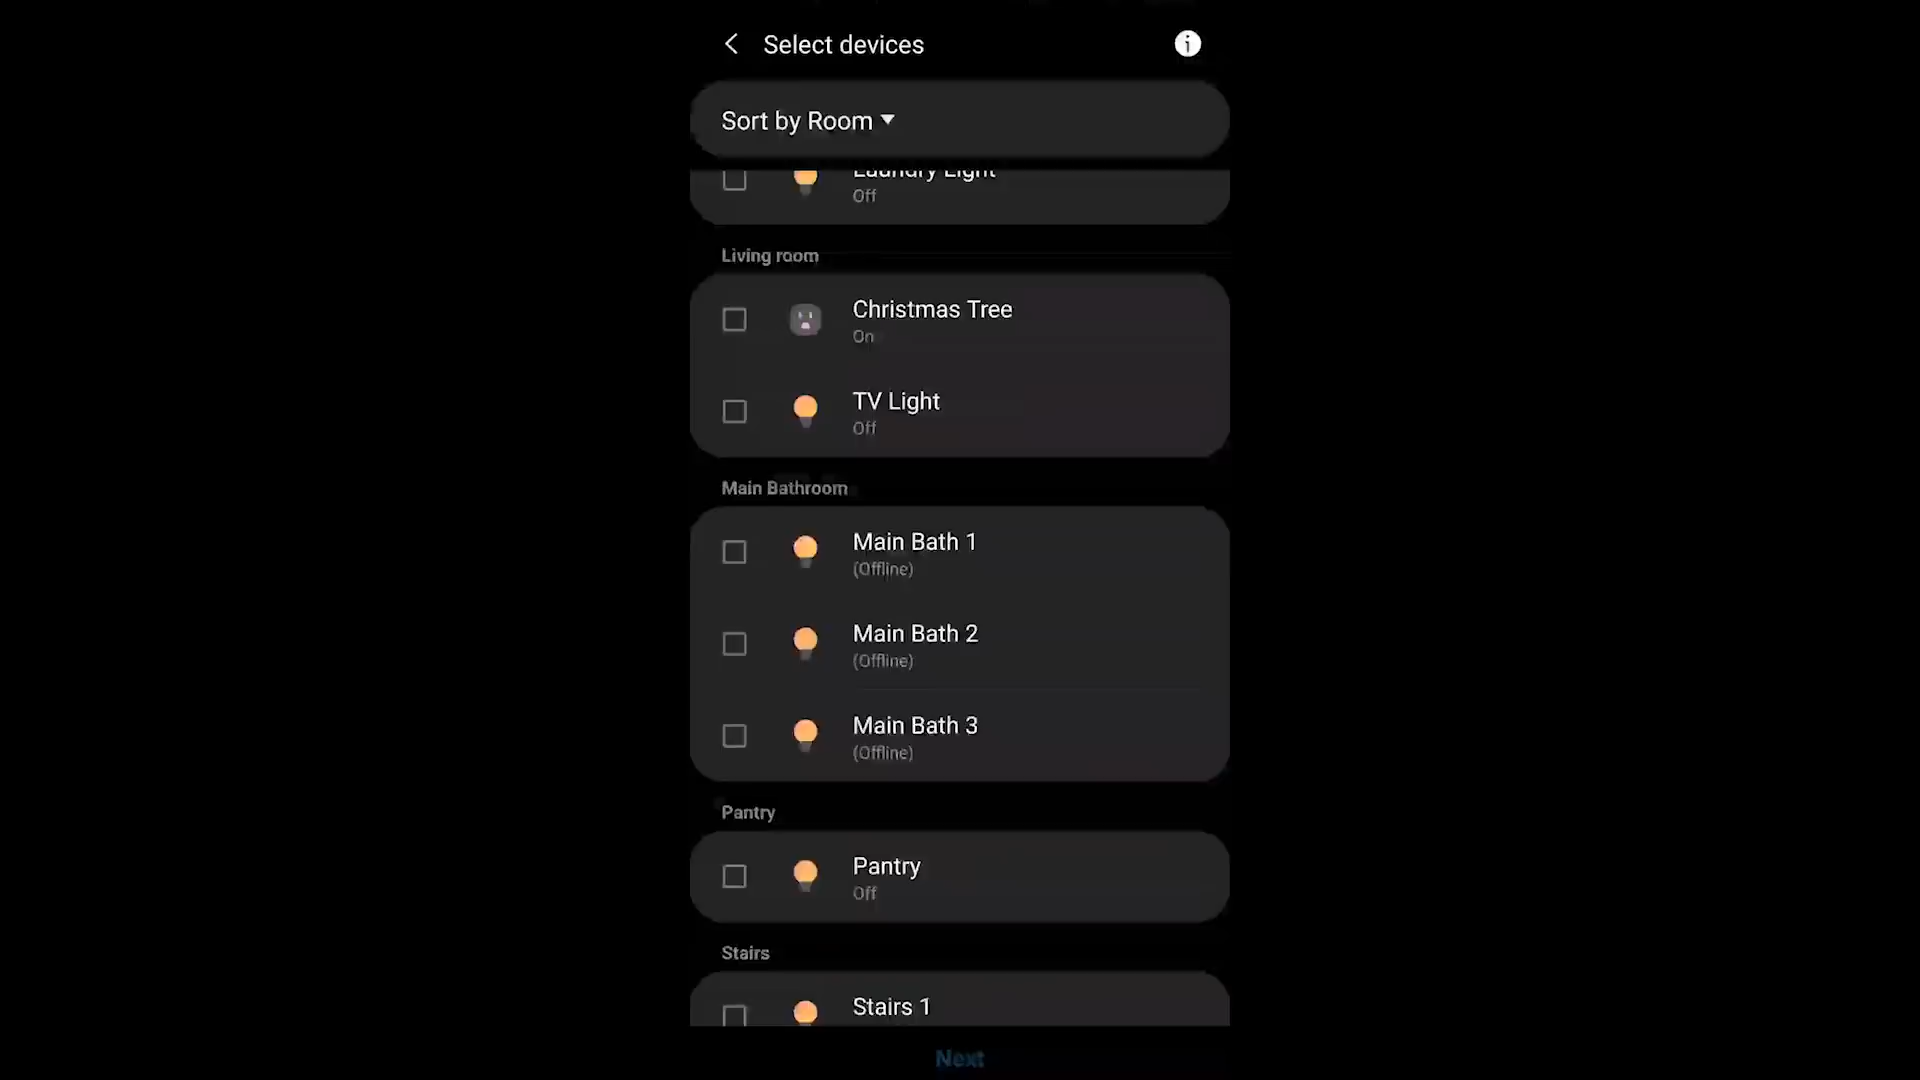 Select devices
Sort by Room
Laundry Light
Off
Living room
Christmas Tree
On
TV Light
Off
Main Bathroom
Main Bath 1
(Offline)
Main Bath 2
(Offline)
Main Bath 3
(Offline)
Pantry
Pantry
Off
Stairs
Stairs 1
Next